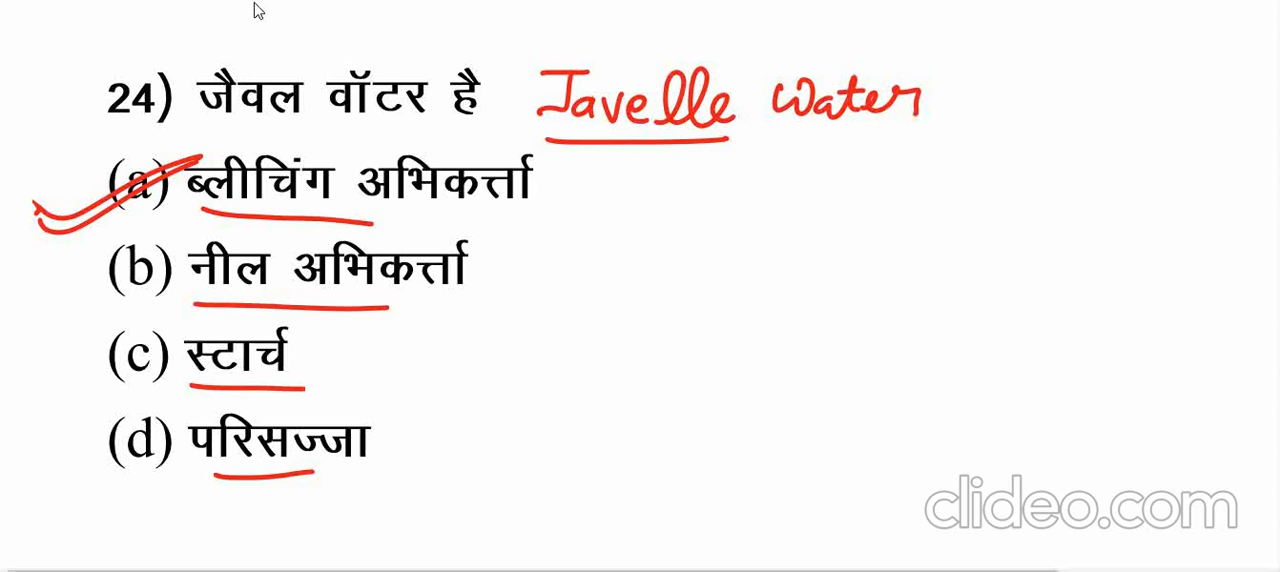 24) जैवल वॉटर है Javelle Water
(a) ब्लीचिंग अभिकर्त्ता
(b) नील अभिकर्त्ता
(c) स्टार्च
(d) परिसज्जा
clideo.com